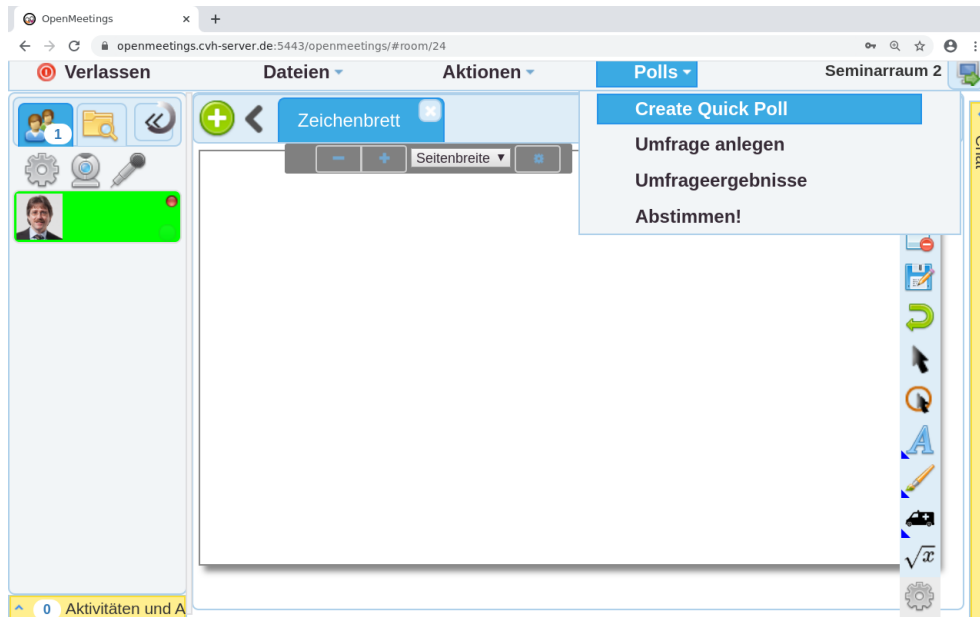 OpenMeetings × +
openmeetings.cvh-server.de:5443/openmeetings/#room/24
Verlassen Dateien Aktionen Polls Seminarraum 2
Create Quick Poll
Umfrage anlegen
Umfrageergebnisse
Abstimmen!
1
Zeichenbrett
Seitenbreite
Chat
A
√x
0 Aktivitäten und A